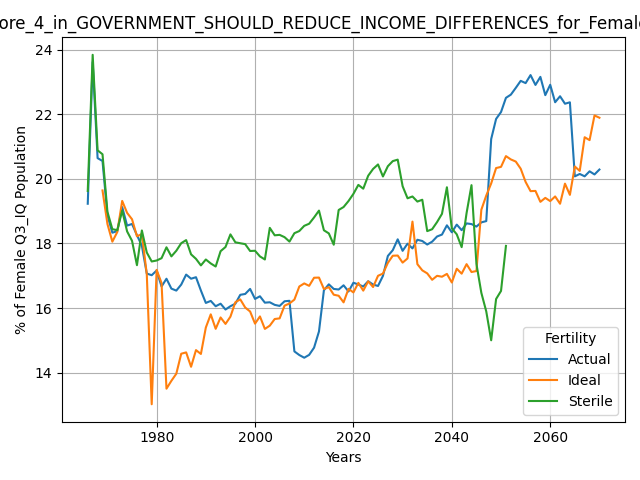 ore_4_in_GOVERNMENT_SHOULD_REDUCE_INCOME_DIFFERENCES_for_Female
24
22
20
18
16
14
% of Female Q3_IQ Population
1980
2000
2020
2040
2060
Years
Fertility
Actual
Ideal
Sterile